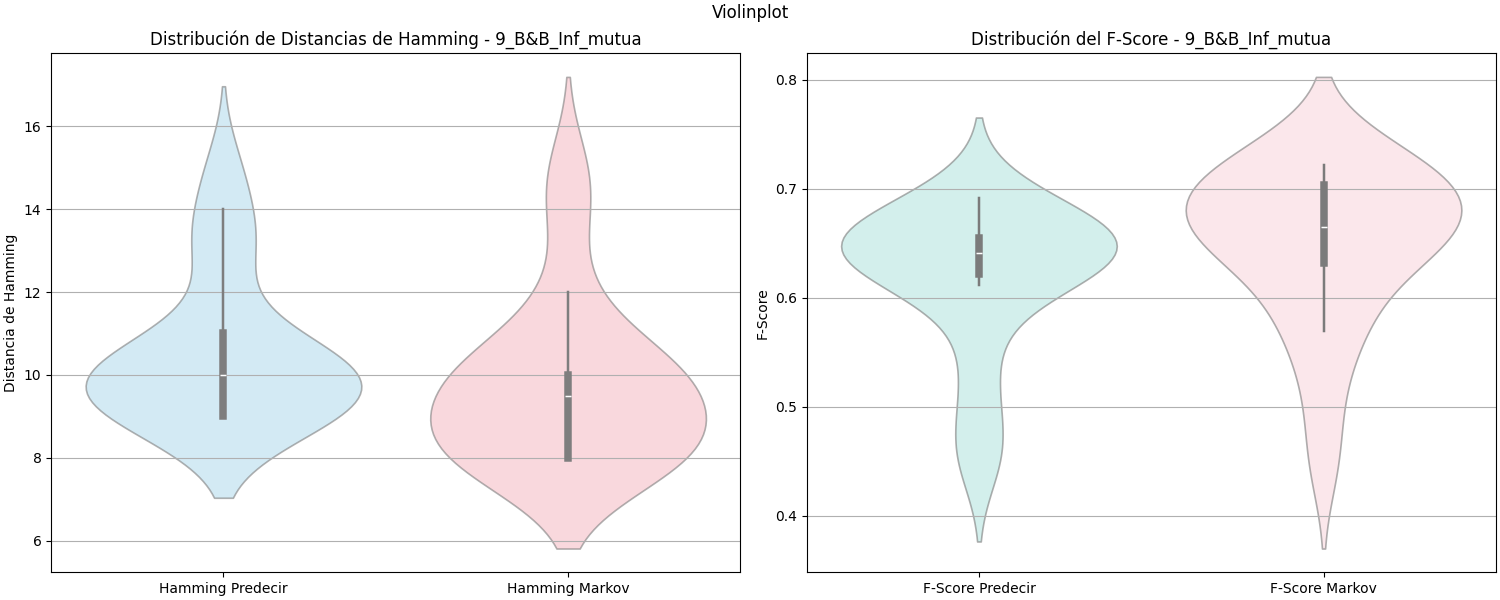 Violinplot
Distribución de Distancias de Hamming - 9_B&B_Inf_mutua
Distancia de Hamming
16
14
12
10
8
6
Hamming Predecir
Hamming Markov
Distribución del F-Score - 9_B&B_Inf_mutua
F-Score
0.8
0.7
0.6
0.5
0.4
F-Score Predecir
F-Score Markov